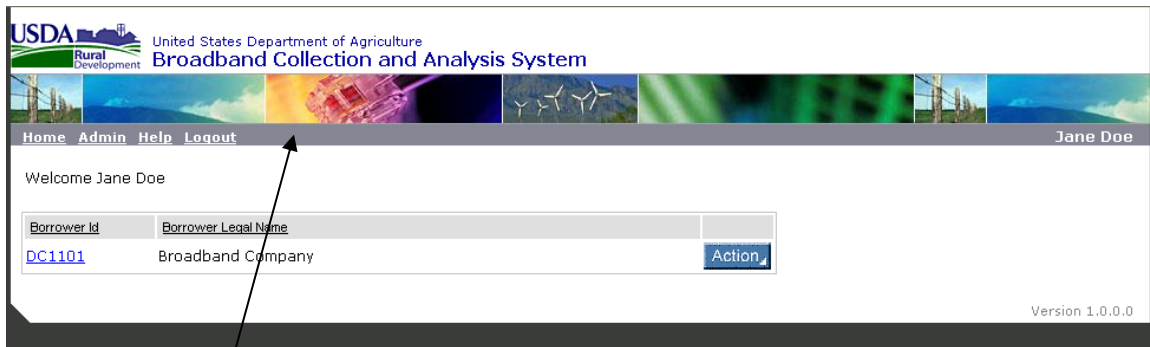 USDA
Rural
Development
United States Department of Agriculture
Broadband Collection and Analysis System
Home Admin Help Logout Jane Doe
Welcome Jane Doe
Borrower Id Borrower Legal Name
DC1101 Broadband Company Action
Version 1.0.0.0